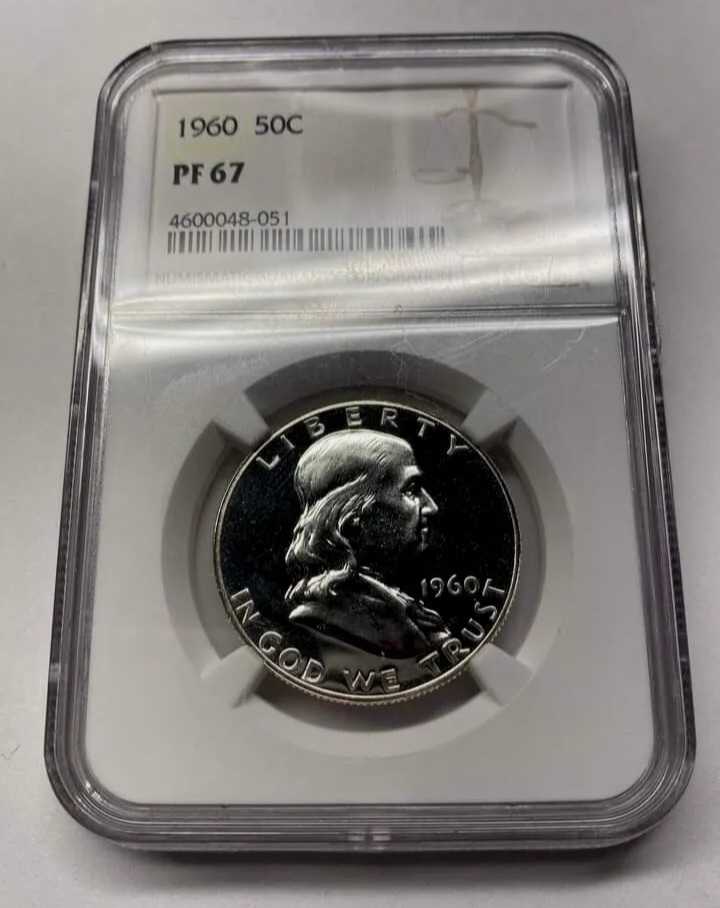 1960 50C
PF 67
4600048-051
LIBERTY
1960
IN GOD WE TRUST